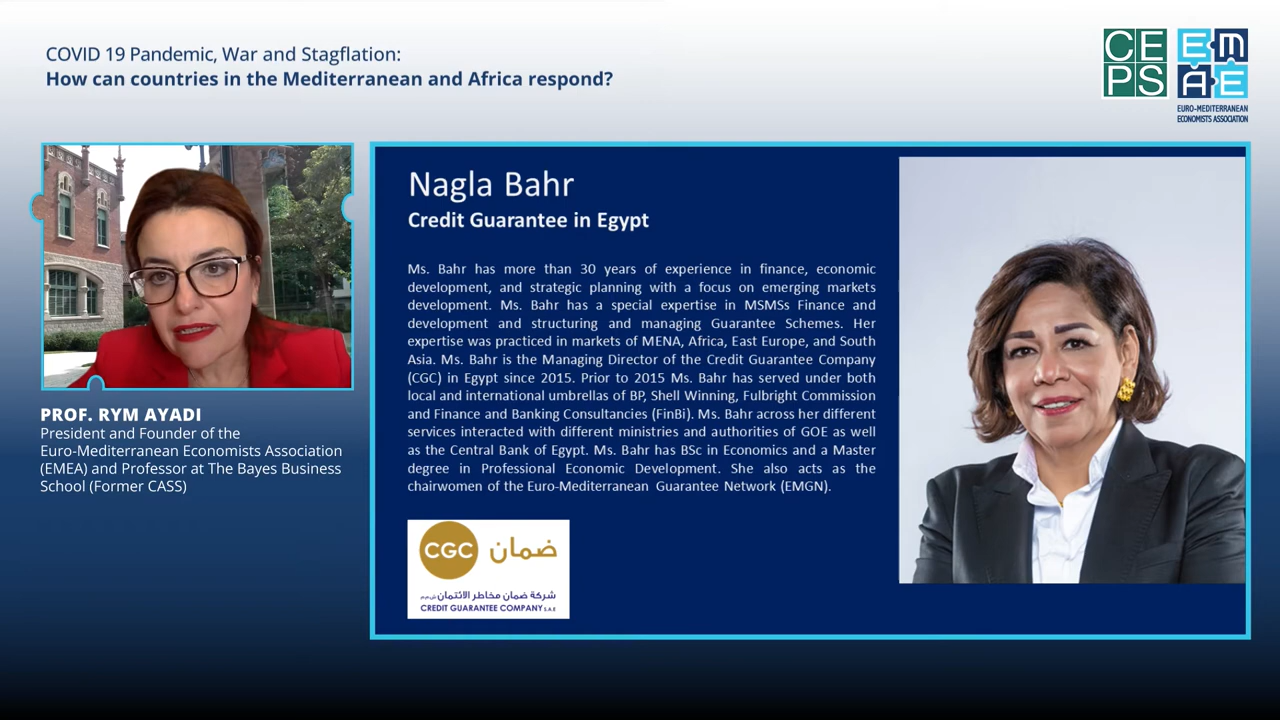 COVID 19 Pandemic, War and Stagflation:
How can countries in the Mediterranean and Africa respond?
CE
PS
EM
AE
EURO-MEDITERRANEAN
ECONOMISTS ASSOCIATION
PROF. RYM AYADI
President and Founder of the
Euro-Mediterranean Economists Association
(EMEA) and Professor at The Bayes Business
School (Former CASS)
Nagla Bahr
Credit Guarantee in Egypt
Ms. Bahr has more than 30 years of experience in finance, economic
development, and strategic planning with a focus on emerging markets
development. Ms. Bahr has a special expertise in MSMSs Finance and
development and structuring and managing Guarantee Schemes. Her
expertise was practiced in markets of MENA, Africa, East Europe, and South
Asia. Ms. Bahr is the Managing Director of the Credit Guarantee Company
(CGC) in Egypt since 2015. Prior to 2015 Ms. Bahr has served under both
local and international umbrellas of BP, Shell Winning, Fulbright Commission
and Finance and Banking Consultancies (FinBi). Ms. Bahr across her different
services interacted with different ministries and authorities of GOE as well
as the Central Bank of Egypt. Ms. Bahr has BSc in Economics and a Master
degree in Professional Economic Development. She also acts as the
chairwomen of the Euro-Mediterranean Guarantee Network (EMGN).
CGC ضمان
شركة ضمان مخاطر الائتمان ش.م.م
CREDIT GUARANTEE COMPANY S.A.E